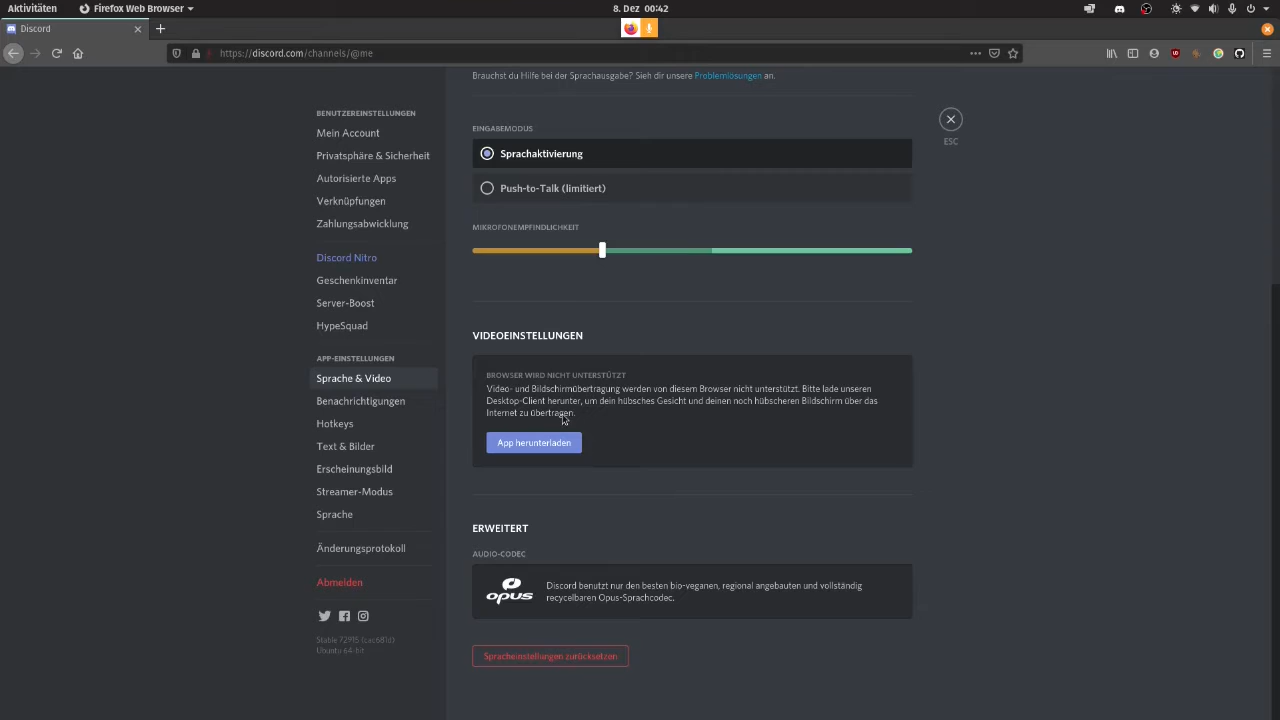 Aktivitäten
Firefox Web Browser
8. Dez 00:42
Discord
https://discord.com/channels/@me
BENUTZEREINSTELLUNGEN
Mein Account
Privatsphäre & Sicherheit
Autorisierte Apps
Verknüpfungen
Zahlungsabwicklung
Discord Nitro
Geschenkinventar
Server-Boost
HypeSquad
APP-EINSTELLUNGEN
Sprache & Video
Benachrichtigungen
Hotkeys
Text & Bilder
Erscheinungsbild
Streamer-Modus
Sprache
Änderungsprotokoll
Abmelden
Stable 72915 (cac681d)
Ubuntu 64-bit
Brauchst du Hilfe bei der Sprachausgabe? Sieh dir unsere Problemlösungen an.
EINGABEMODUS
Sprachaktivierung
Push-to-Talk (limitiert)
MIKROFONEMPFINDLICHKEIT
VIDEOEINSTELLUNGEN
BROWSER WIRD NICHT UNTERSTÜTZT
Video- und Bildschirmübertragung werden von diesem Browser nicht unterstützt. Bitte lade unseren
Desktop-Client herunter, um dein hübsches Gesicht und deinen noch hübscheren Bildschirm über das
Internet zu übertragen.
App herunterladen
ERWEITERT
AUDIO-CODEC
opus
Discord benutzt nur den besten bio-veganen, regional angebauten und vollständig
recycelbaren Opus-Sprachcodec.
Spracheinstellungen zurücksetzen
ESC